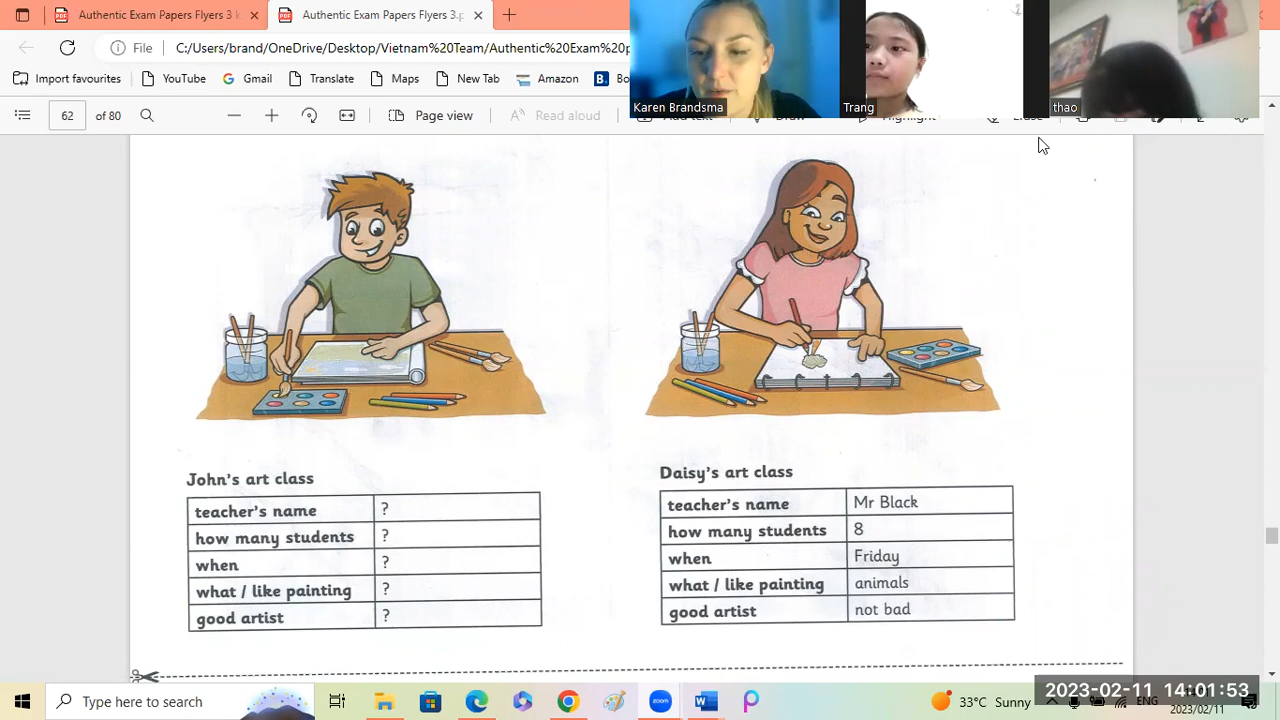 Authentic Exam Papers Flyers 3 k
Authentic Exam Papers Flyers 3.p
File
C:/Users/brand/OneDrive/Desktop/Vietnam%20Team/Authentic%20Exam%20p
Import favourites
YouTube
Gmail
Translate
Maps
New Tab
Amazon
62 of 80
Page view
Read aloud
Karen Brandsma
Trang
thao
John's art class
teacher's name ?
how many students ?
when ?
what / like painting ?
good artist ?
Daisy's art class
teacher's name Mr Black
how many students 8
when Friday
what / like painting animals
good artist not bad
Type here to search
33°C Sunny
ENG
2023-02-11 14:01:53
2023/02/11